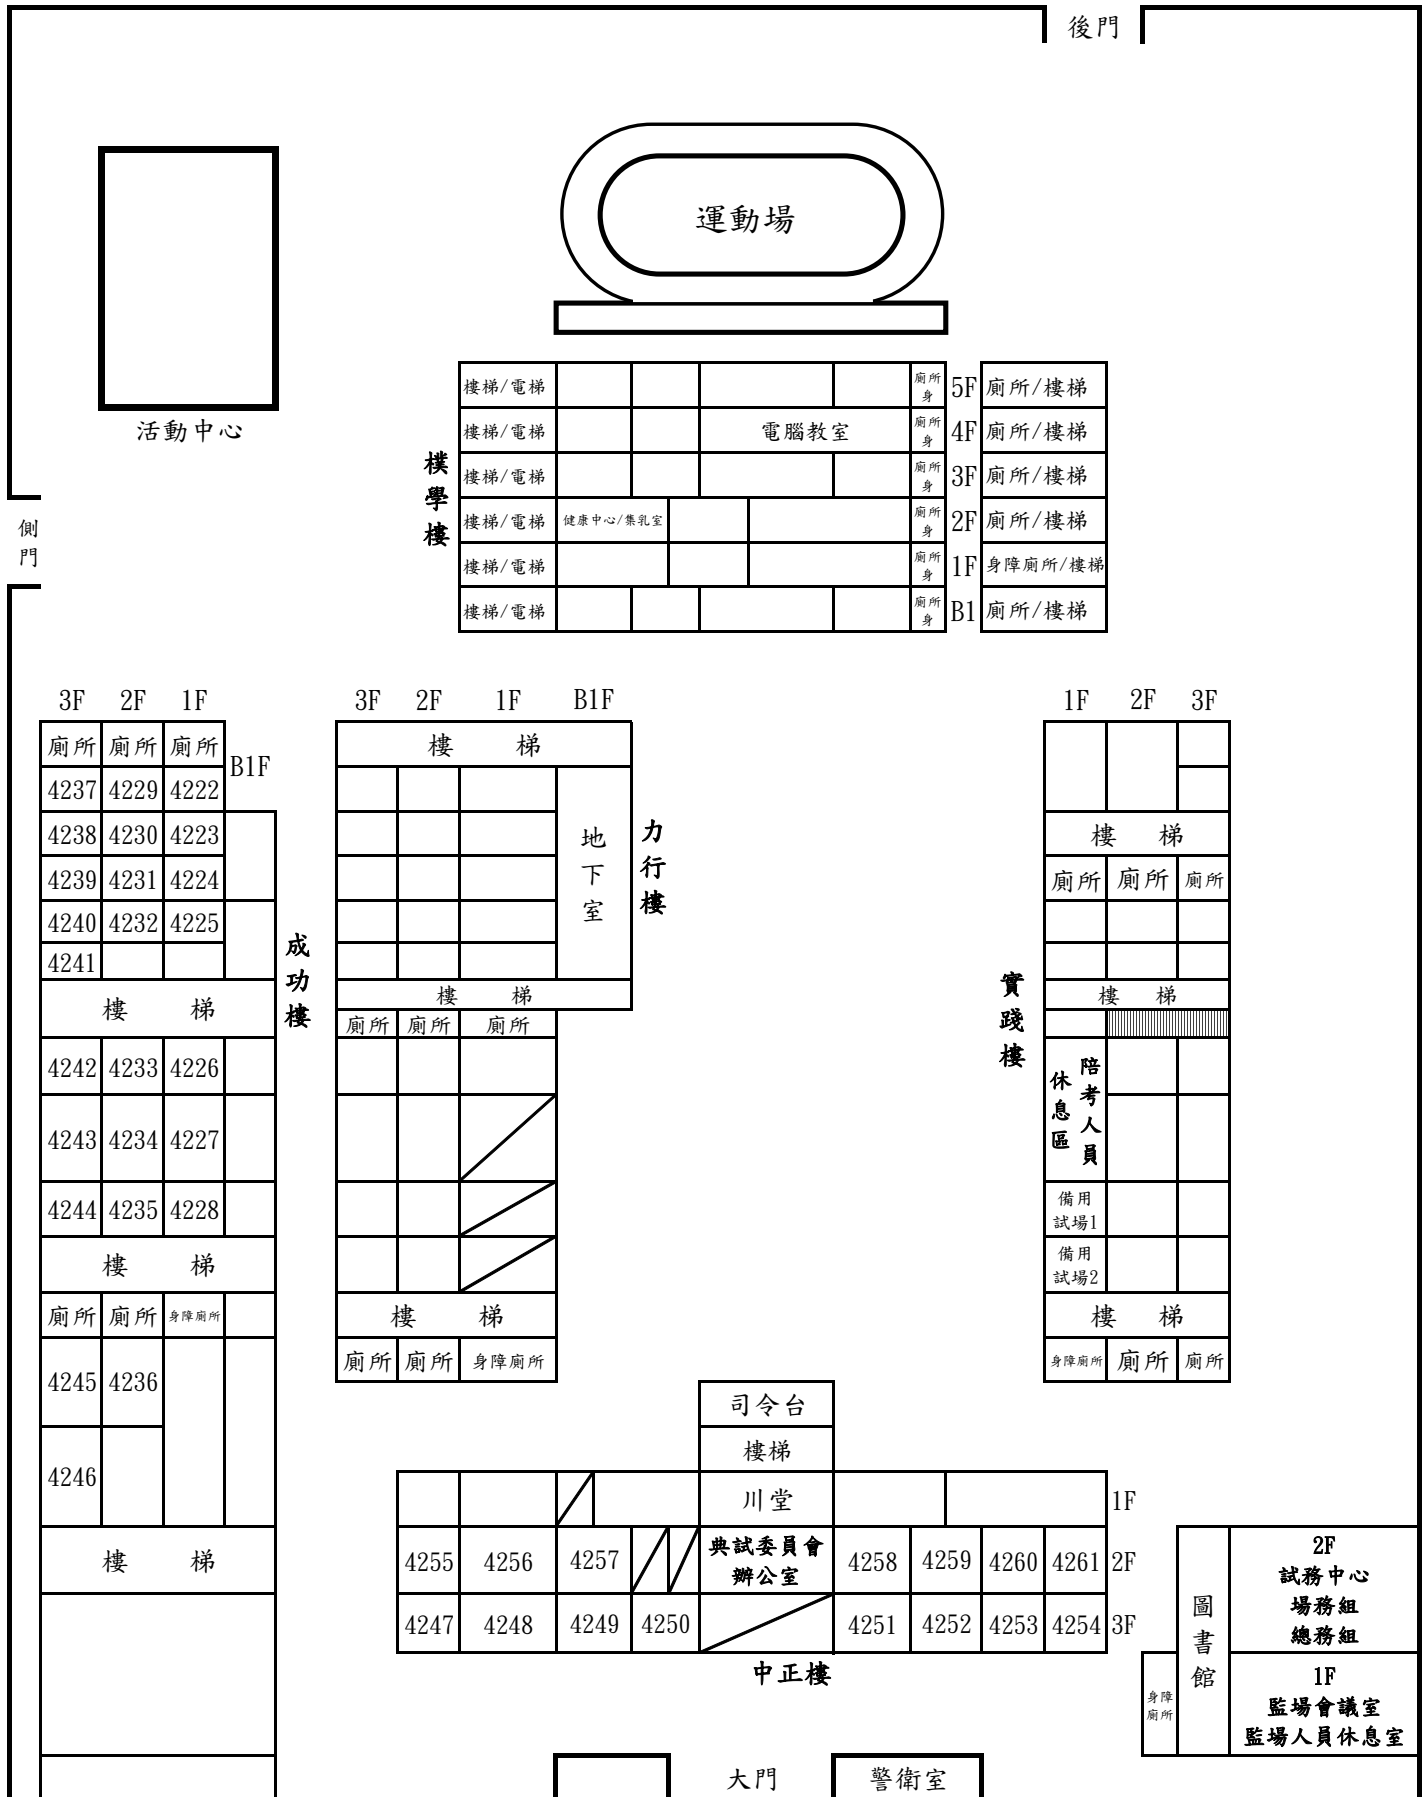 後門
運動場
活動中心
側門
樸學樓
樓梯/電梯 廁所 身 5F 廁所/樓梯
樓梯/電梯 電腦教室 廁所 身 4F 廁所/樓梯
樓梯/電梯 廁所 身 3F 廁所/樓梯
樓梯/電梯 健康中心/集乳室 廁所 身 2F 廁所/樓梯
樓梯/電梯 廁所 身 1F 身障廁所/樓梯
樓梯/電梯 廁所 身 B1 廁所/樓梯
3F 2F 1F
廁所 廁所 廁所
B1F
4237 4229 4222
4238 4230 4223
4239 4231 4224
4240 4232 4225
4241
樓 梯
成功樓
4242 4233 4226
4243 4234 4227
4244 4235 4228
樓 梯
廁所 廁所 身障廁所
4245 4236
4246
樓 梯
3F 2F 1F B1F
樓 梯
地下室
力行樓
樓 梯
廁所 廁所 廁所
樓 梯
廁所 廁所 身障廁所
1F 2F 3F
樓 梯
廁所 廁所 廁所
樓 梯
實踐樓
陪考人員
休息區
備用
試場1
備用
試場2
樓 梯
身障廁所 廁所 廁所
司令台
樓梯
川堂 1F
4255 4256 4257 典試委員會 4258 4259 4260 4261 2F
辦公室
4247 4248 4249 4250 4251 4252 4253 4254 3F
中正樓
圖書館
2F
試務中心
場務組
總務組
身障
廁所
1F
監場會議室
監場人員休息室
大門 警衛室